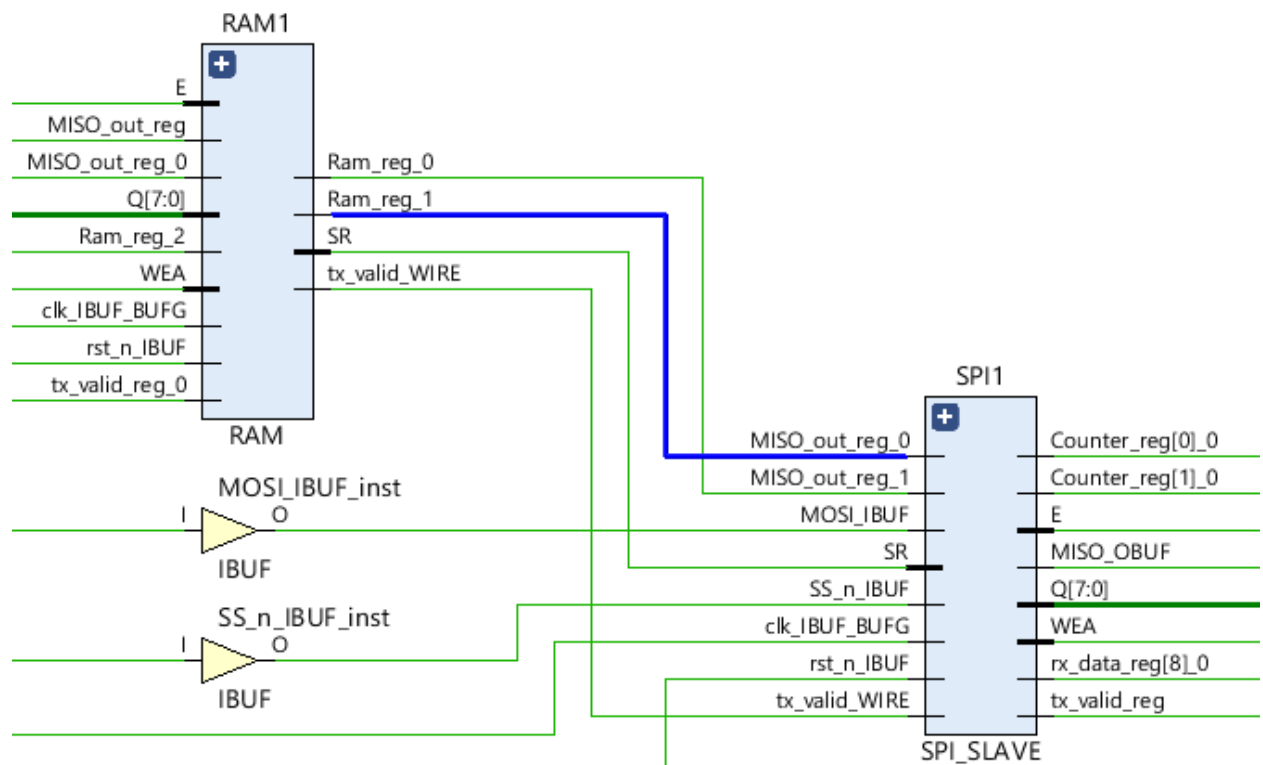 RAM1
E
MISO_out_reg
MISO_out_reg_0
Q[7:0]
Ram_reg_2
WEA
clk_IBUF_BUFG
rst_n_IBUF
tx_valid_reg_0
Ram_reg_0
Ram_reg_1
SR
tx_valid_WIRE
RAM
MOSI_IBUF_inst
I
O
IBUF
SS_n_IBUF_inst
I
O
IBUF
SPI1
MISO_out_reg_0
MISO_out_reg_1
MOSI_IBUF
SR
SS_n_IBUF
clk_IBUF_BUFG
rst_n_IBUF
tx_valid_WIRE
Counter_reg[0]_0
Counter_reg[1]_0
E
MISO_OBUF
Q[7:0]
WEA
rx_data_reg[8]_0
tx_valid_reg
SPI_SLAVE